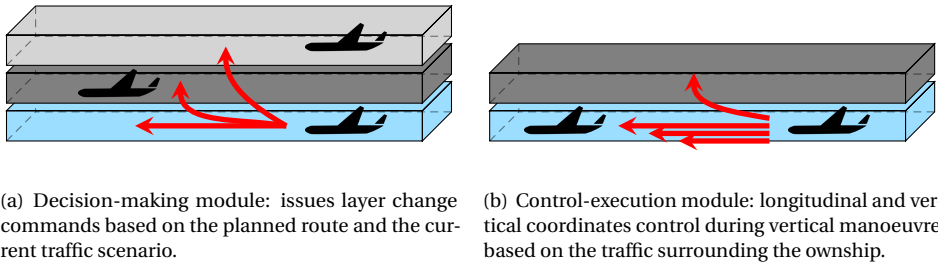 (a) Decision-making module: issues layer change
commands based on the planned route and the cur-
rent traffic scenario.
(b) Control-execution module: longitudinal and ver-
tical coordinates control during vertical manoeuvre
based on the traffic surrounding the ownship.